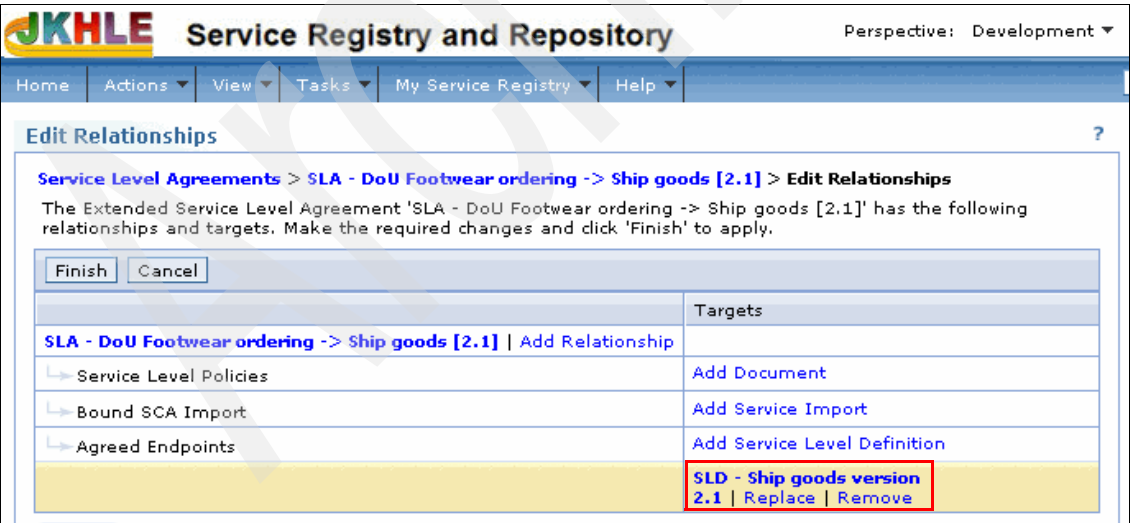 JKHLE Service Registry and Repository Perspective: Development
Home Actions View Tasks My Service Registry Help
Edit Relationships ?
Service Level Agreements > SLA - DoU Footwear ordering -> Ship goods [2.1] > Edit Relationships
The Extended Service Level Agreement 'SLA - DoU Footwear ordering -> Ship goods [2.1]' has the following
relationships and targets. Make the required changes and click 'Finish' to apply.
Finish Cancel
Targets
SLA - DoU Footwear ordering -> Ship goods [2.1] | Add Relationship
Service Level Policies Add Document
Bound SCA Import Add Service Import
Agreed Endpoints Add Service Level Definition
SLD - Ship goods version
2.1 | Replace | Remove